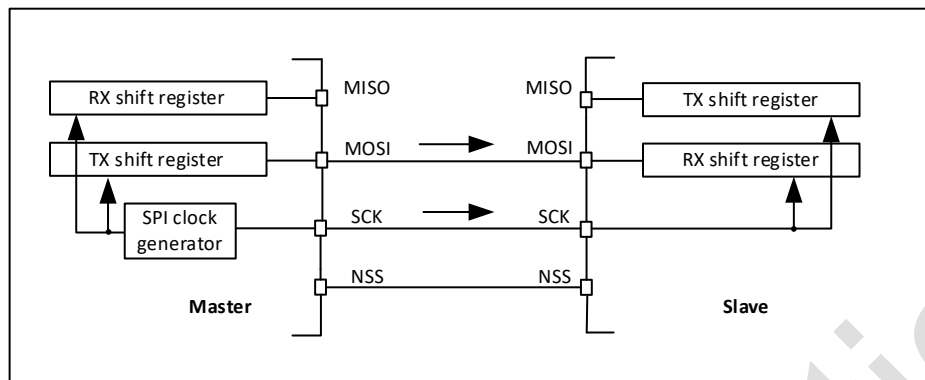 RX shift register
MISO
MISO
TX shift register
TX shift register
MOSI
MOSI
RX shift register
SPI clock
generator
SCK
SCK
NSS
NSS
Master
Slave